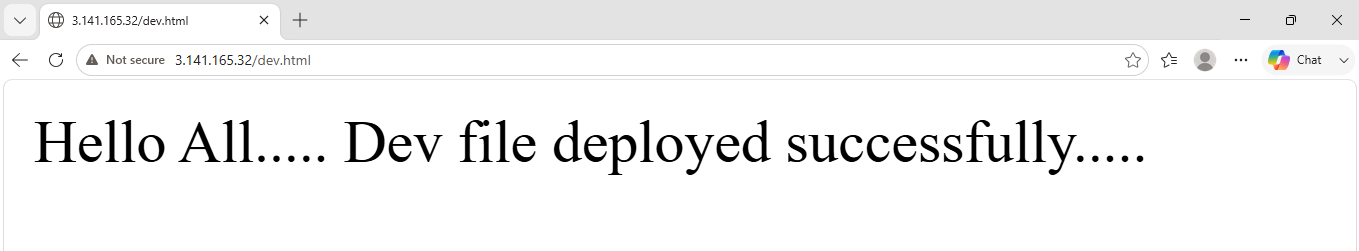 3.141.165.32/dev.html
Not secure 3.141.165.32/dev.html
Chat
Hello All..... Dev file deployed successfully.....